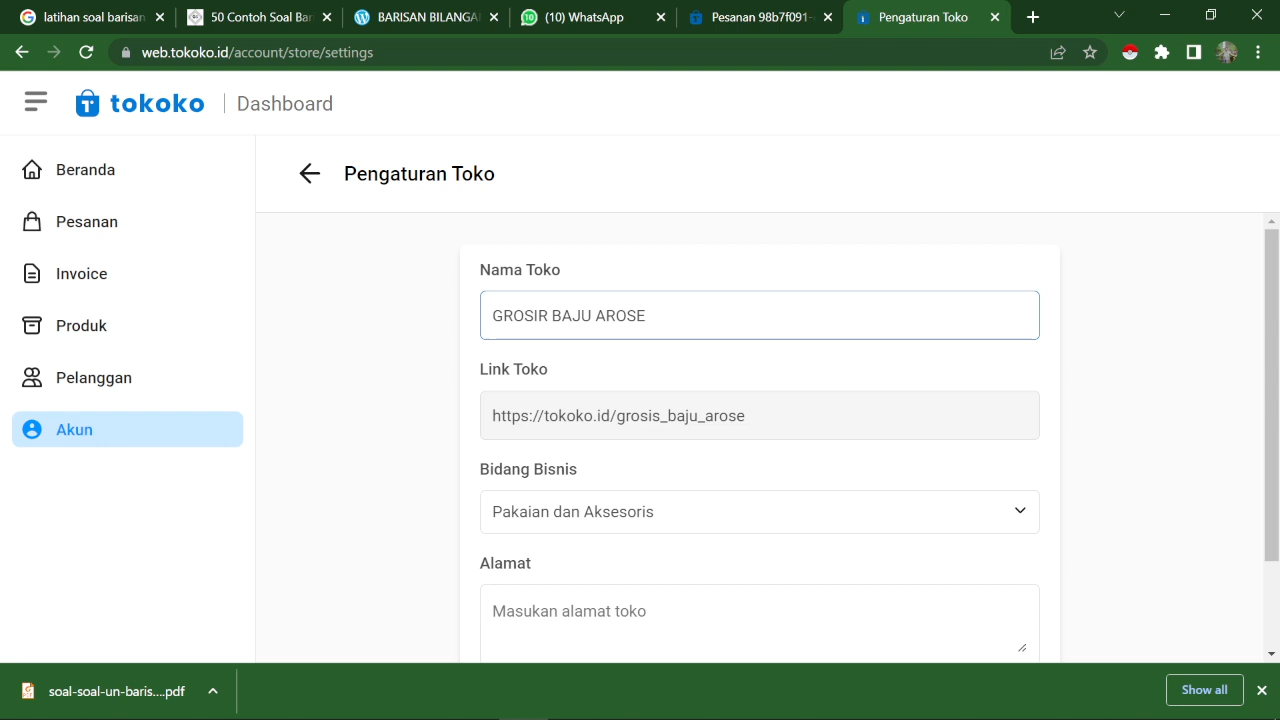 latihan soal barisan
50 Contoh Soal Bar
BARISAN BILANGA
(10) WhatsApp
Pesanan 98b7f091-
Pengaturan Toko
web.tokoko.id/account/store/settings
tokoko | Dashboard
Beranda
Pesanan
Invoice
Produk
Pelanggan
Akun
Pengaturan Toko
Nama Toko
GROSIR BAJU AROSE
Link Toko
https://tokoko.id/grosis_baju_arose
Bidang Bisnis
Pakaian dan Aksesoris
Alamat
Masukan alamat toko
soal-soal-un-baris....pdf
Show all